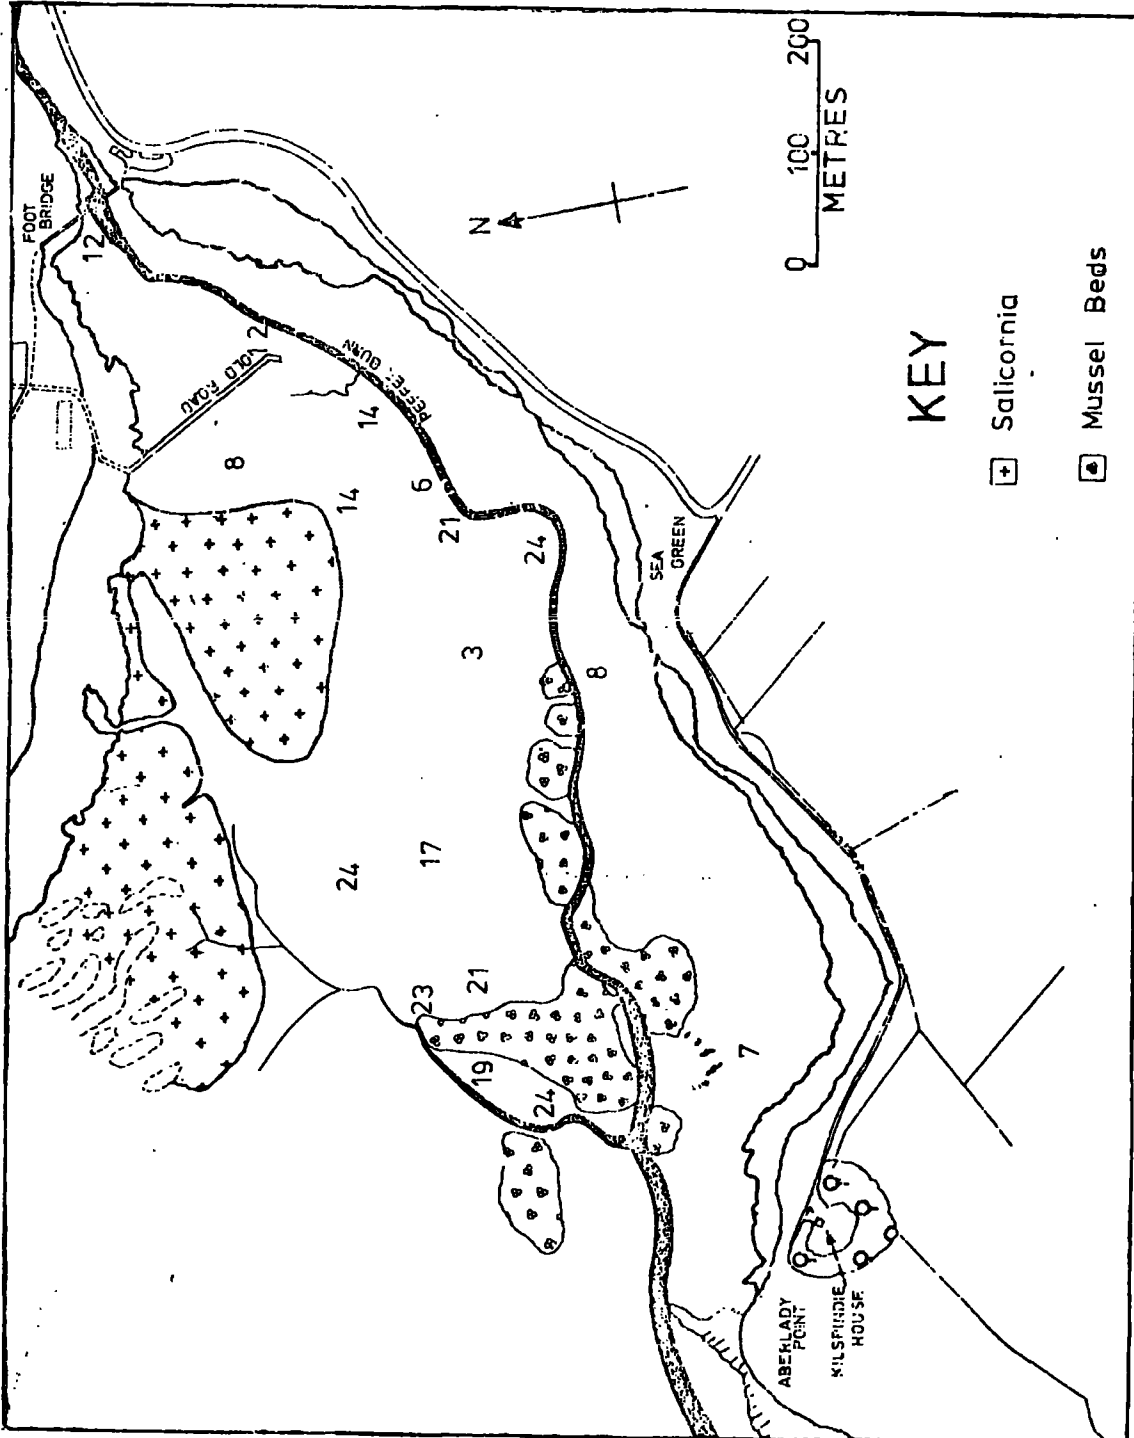 FOOT
BRIDGE
12
2
OLD ROAD
PEFFER BURN
14
8
14
6
21
24
3
8
SEA
GREEN
24
17
21
23
19
24
7
ABERLADY
POINT
KILSPINDIE
HOUSE
N
0 100 200
METRES
KEY
Salicornia
Mussel Beds